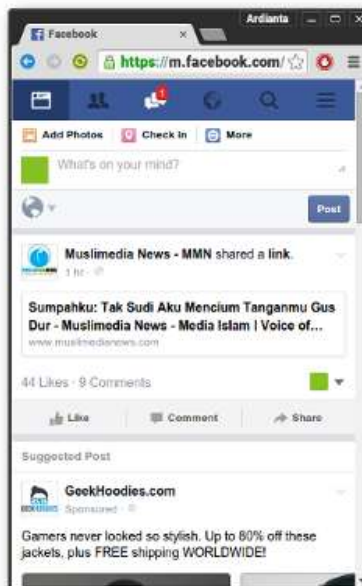 Ardianta
Facebook
https://m.facebook.com/
1
Add Photos Check In More
What's on your mind?
Post
Muslimedia News - MMN shared a link.
1 hr
Sumpahku: Tak Sudi Aku Mencium Tanganmu Gus
Dur - Muslimedia News - Media Islam | Voice of...
www.muslimedianews.com
44 Likes · 9 Comments
Like Comment Share
Suggested Post
GeekHoodies.com
Sponsored
Gamers never looked so stylish. Up to 80% off these
jackets, plus FREE shipping WORLDWIDE!